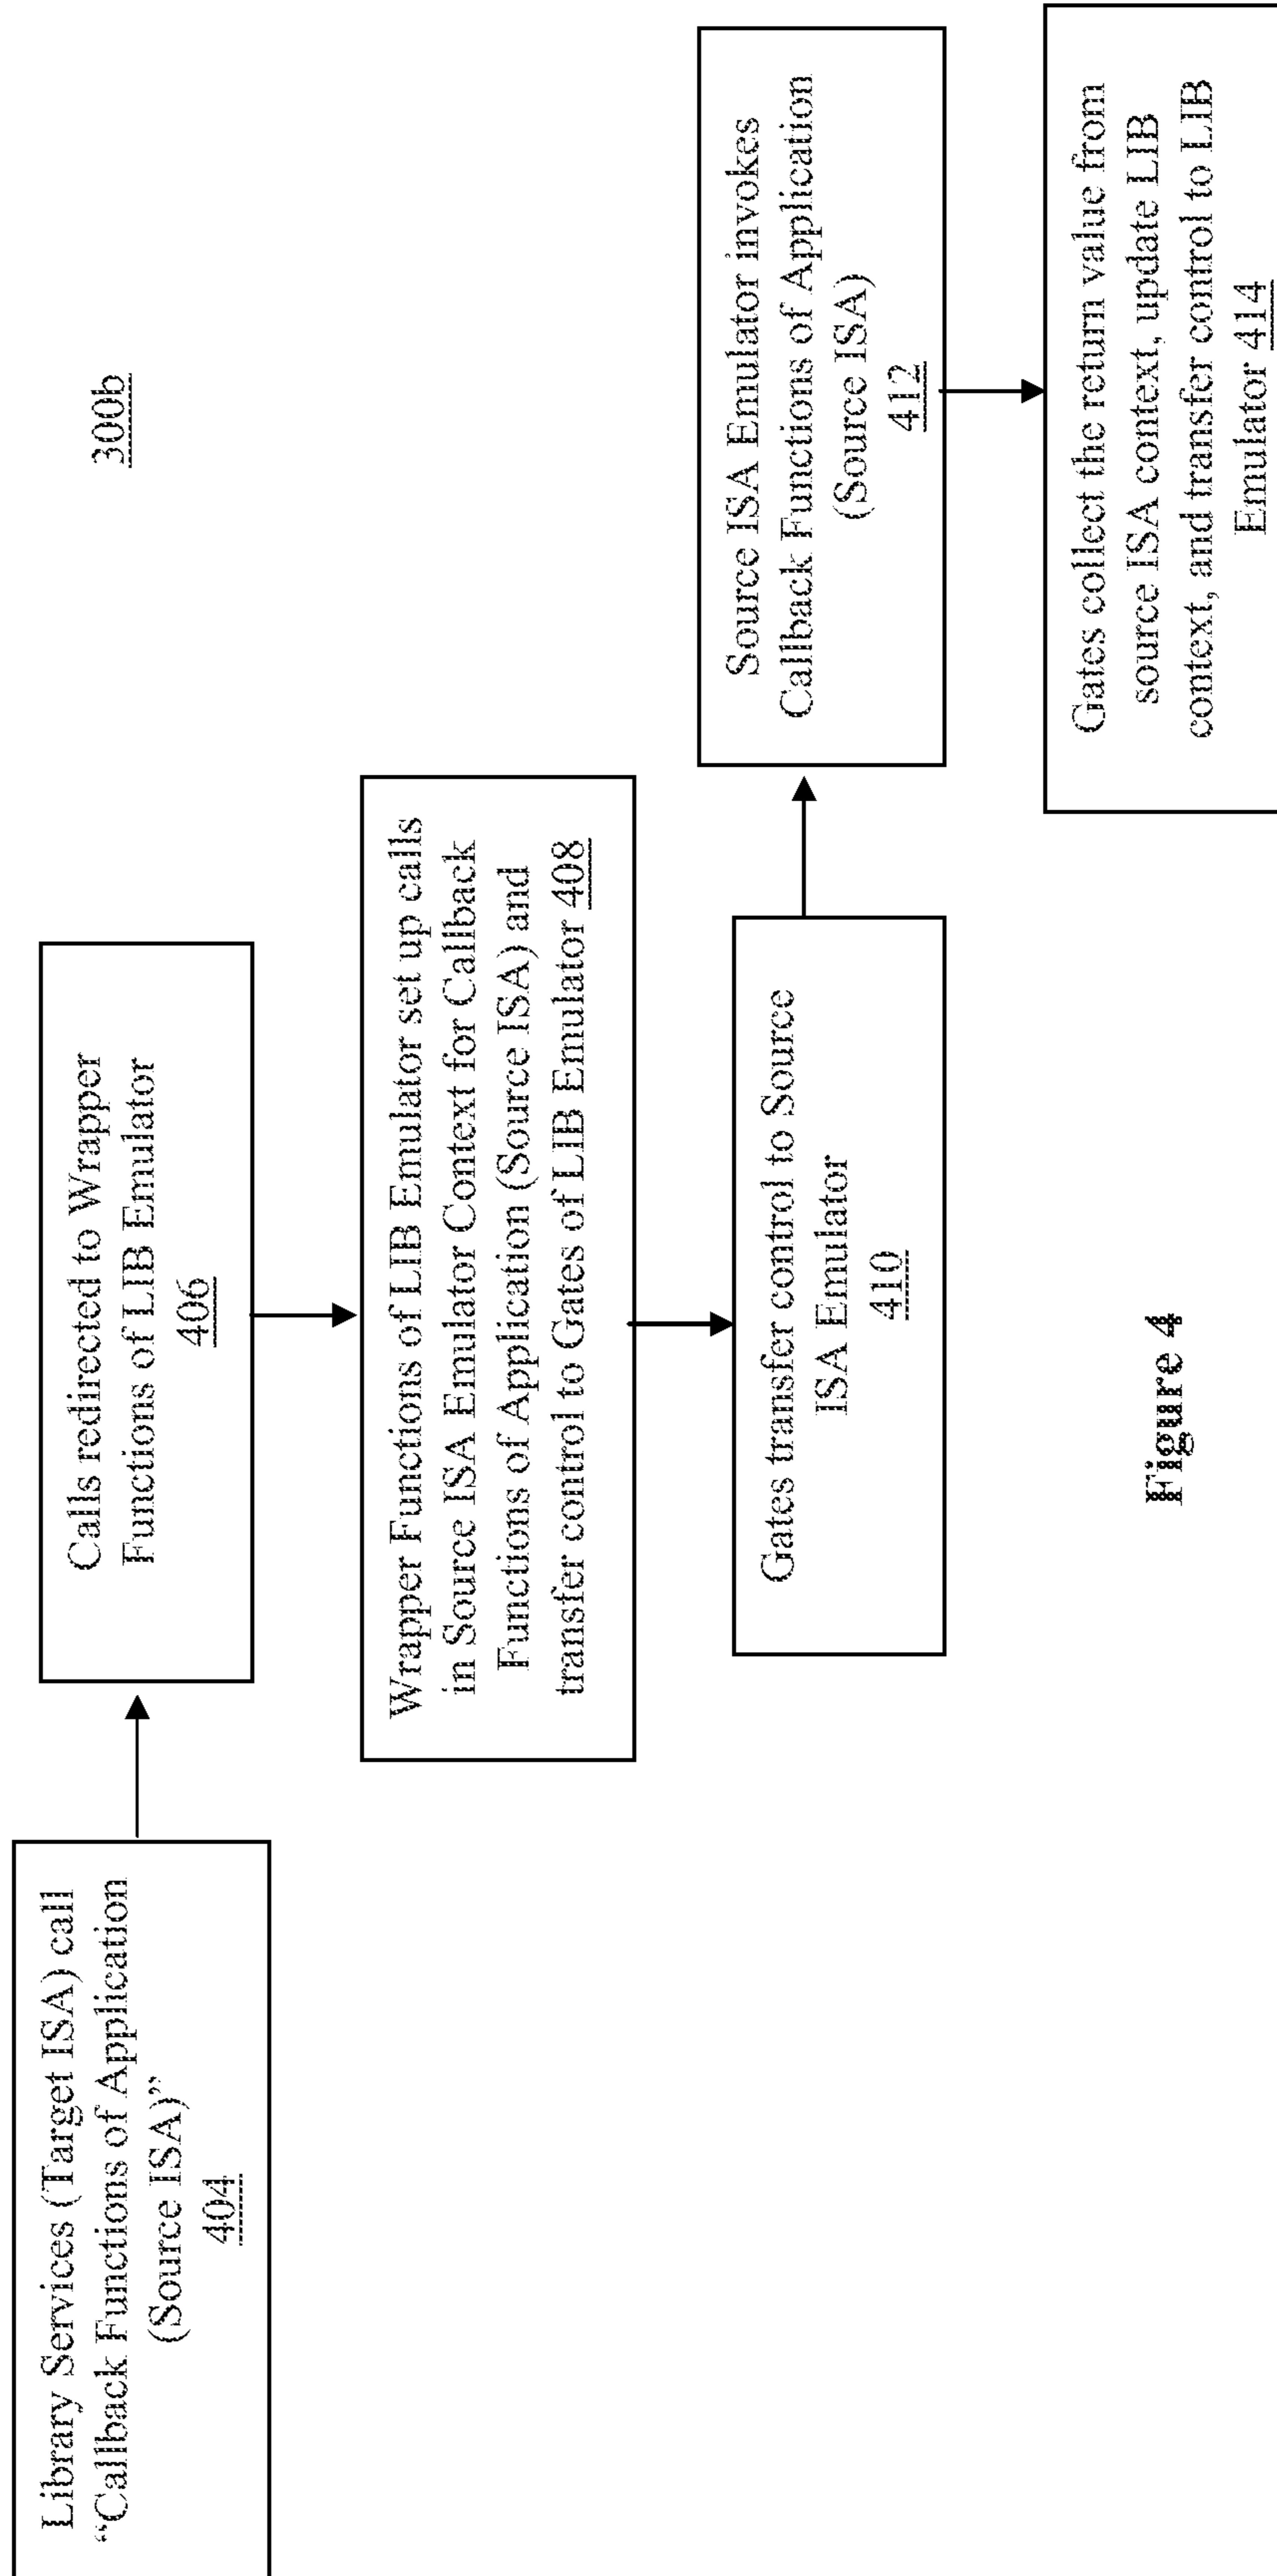 300b
Library Services (Target ISA) call
“Callback Functions of Application
(Source ISA)”
404
Calls redirected to Wrapper
Functions of LIB Emulator
406
Wrapper Functions of LIB Emulator set up calls
in Source ISA Emulator Context for Callback
Functions of Application (Source ISA) and
transfer control to Gates of LIB Emulator 408
Gates transfer control to Source
ISA Emulator
410
Source ISA Emulator invokes
Callback Functions of Application
(Source ISA)
412
Gates collect the return value from
source ISA context, update LIB
context, and transfer control to LIB
Emulator 414
Figure 4